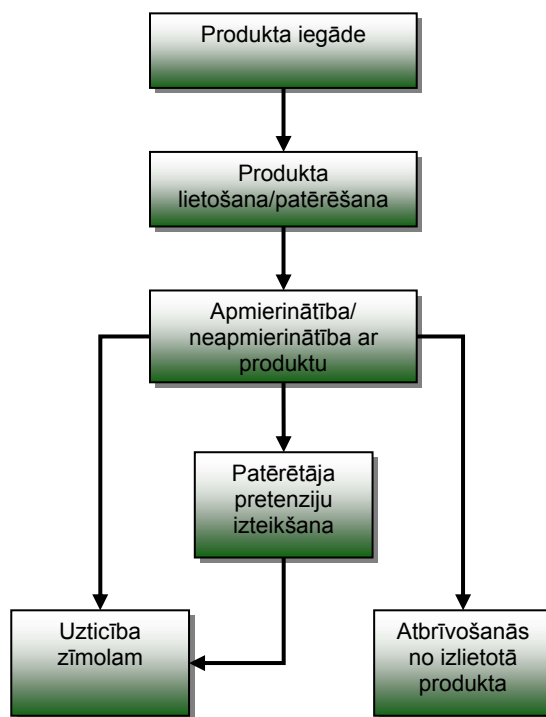 Produkta iegāde
Produkta
lietošana/patērēšana
Apmierinātība/
neapmierinātība ar
produktu
Patērētāja
pretenziju
izteikšana
Uzticība
zīmolam
Atbrīvošanās
no izlietotā
produkta